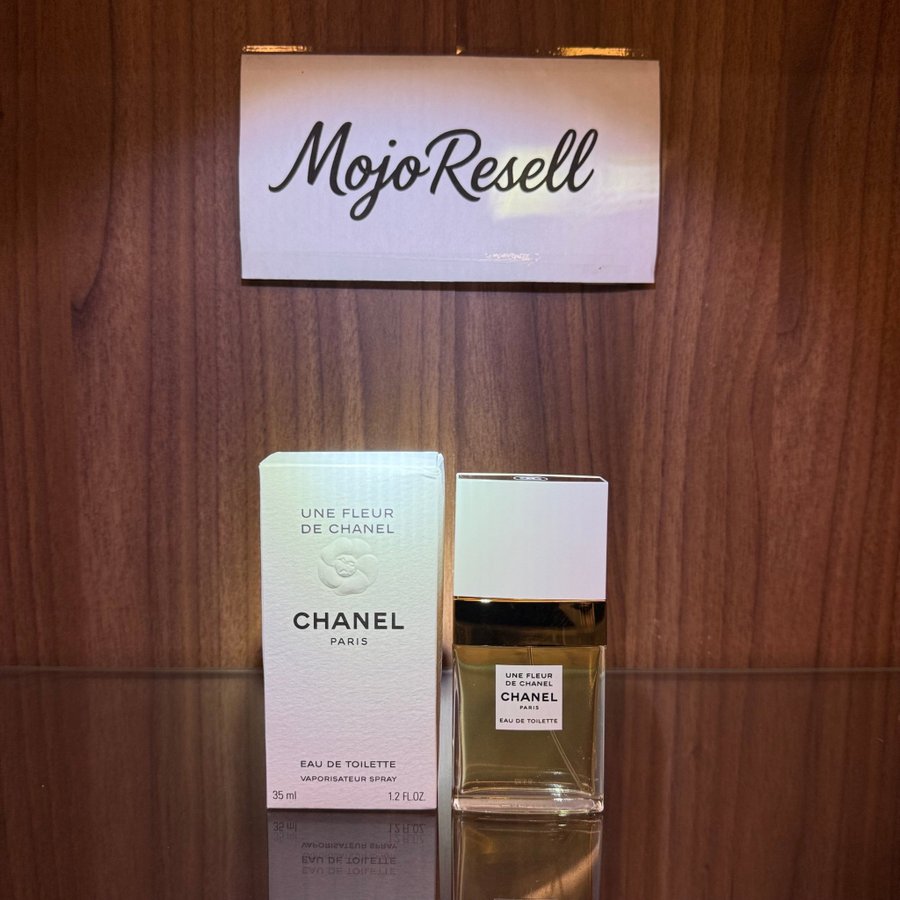 MojoResell
UNE FLEUR
DE CHANEL
CHANEL
PARIS
EAU DE TOILETTE
VAPORISATEUR SPRAY
35 ml 1.2 FL.OZ.
UNE FLEUR
DE CHANEL
CHANEL
PARIS
EAU DE TOILETTE